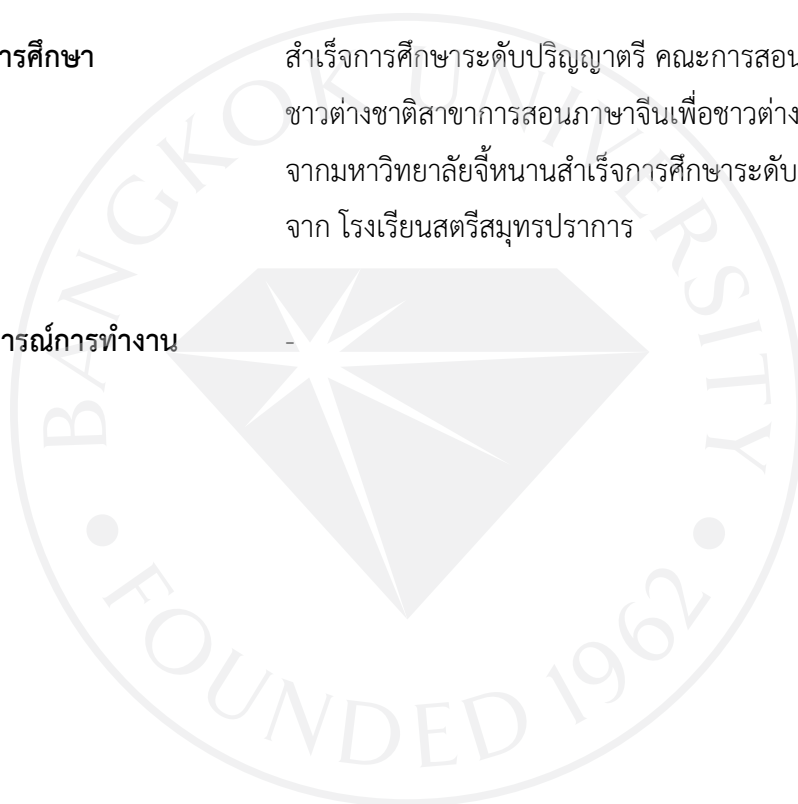 การศึกษา สำเร็จการศึกษาระดับปริญญาตรี คณะการสอน
ชาวต่างชาติสาขาการสอนภาษาจีนเพื่อชาวต่าง
จากมหาวิทยาลัยจี้หนานสำเร็จการศึกษาระดับ
จาก โรงเรียนสตรีสมุทรปราการ
ารณ์การทำงาน -
BANGKOK UNIVERSITY
FOUNDED 1962